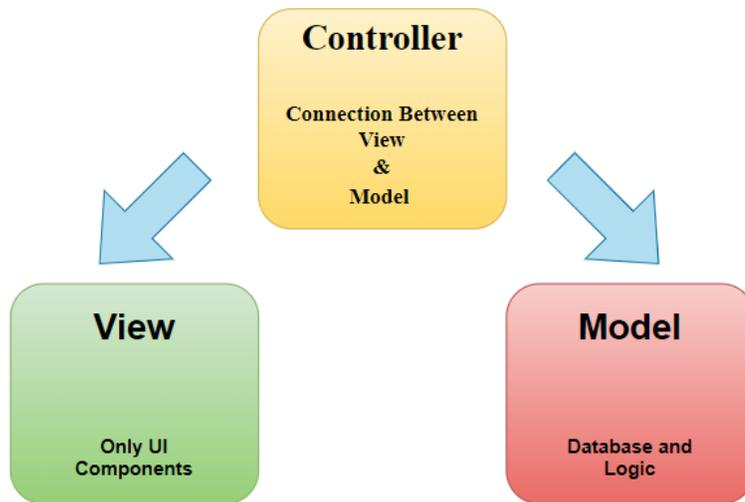 Controller
Connection Between
View
&
Model
View
Only UI
Components
Model
Database and
Logic